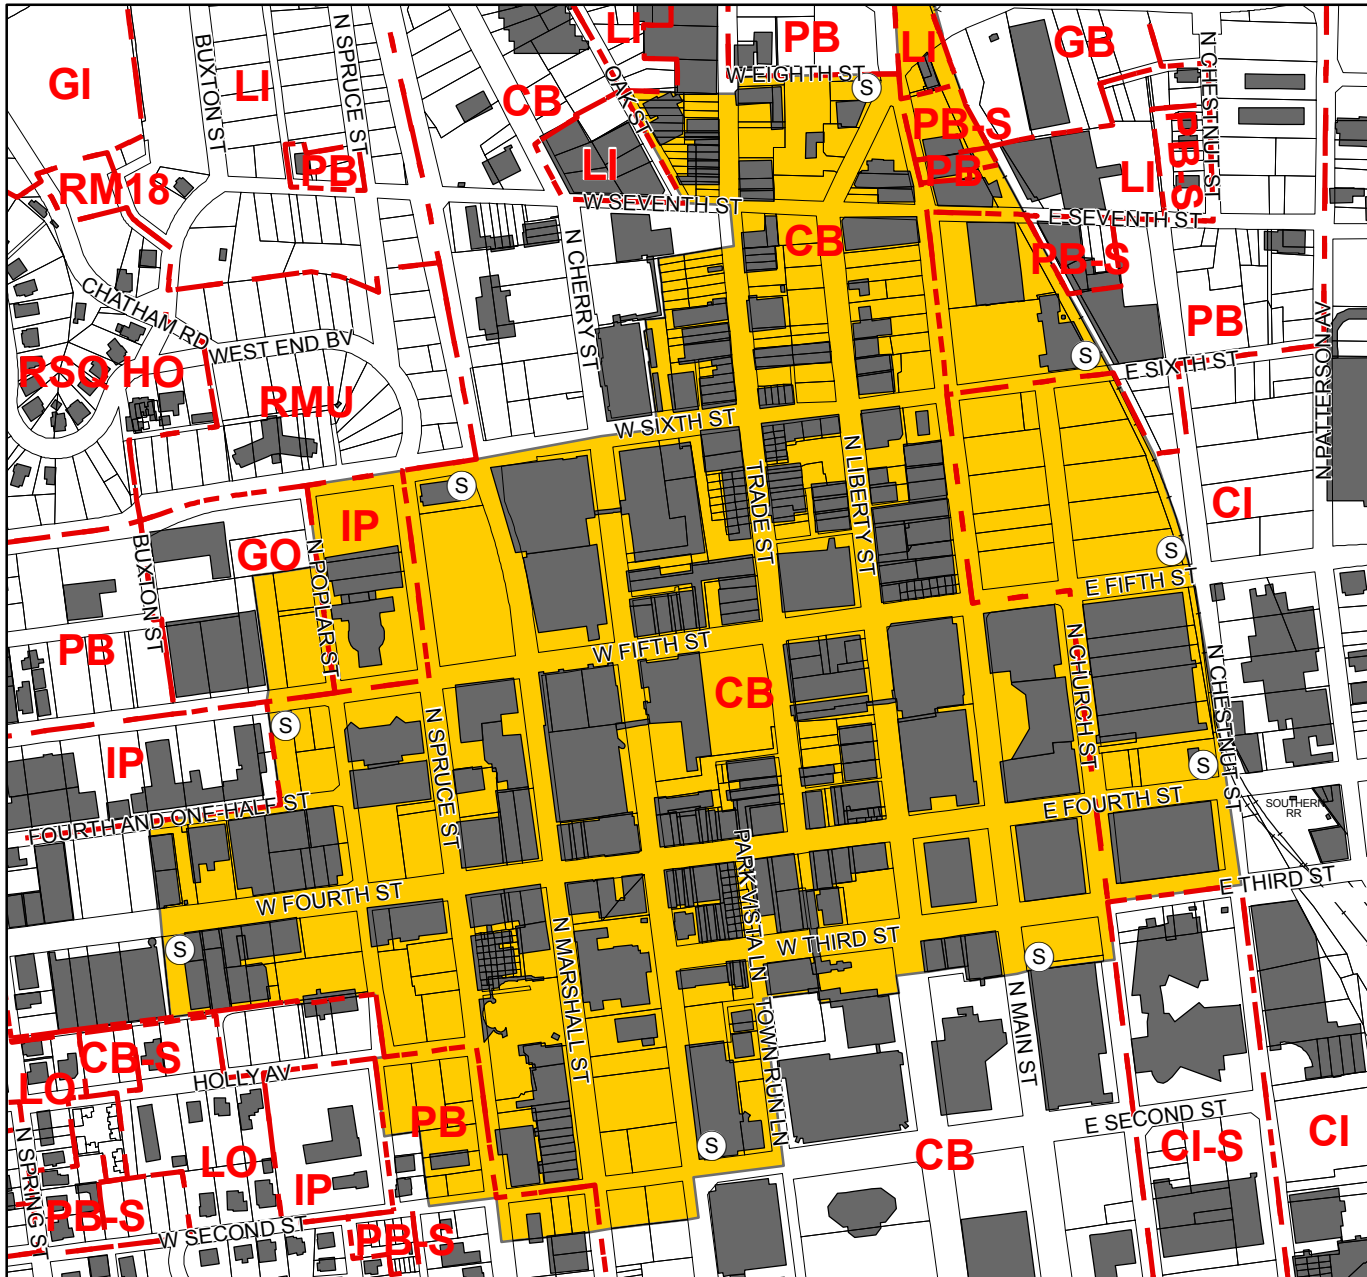 GI
BUXTON ST
LI
N SPRUCE ST
PB
RM18
CB
LI
OAK ST
LI
PB
W EIGHTH ST
S
LI
GB
N CHESTNUT ST
PB-S
PB
PB-S
LI
W SEVENTH ST
E SEVENTH ST
CB
PB-S
N CHERRY ST
CHATHAM RD
WEST END BV
RSQ HO
RMU
PB
N PATTERSON AV
S
E SIXTH ST
W SIXTH ST
TRADE ST
N LIBERTY ST
S
IP
GO
N POPLAR ST
BUXTON ST
PB
CI
S
E FIFTH ST
W FIFTH ST
CB
N CHURCH ST
N CHESTNUT ST
S
IP
N SPRUCE ST
S
FOURTH AND ONE-HALF ST
E FOURTH ST
SOUTHERN
RR
PARK VISTA LN
W FOURTH ST
E THIRD ST
W THIRD ST
N MARSHALL ST
S
S
N MAIN ST
TOWN RUN LN
CB-S
LO
HOLLY AV
PB
N SPRING ST
LO
IP
PB-S
W SECOND ST
PB-S
S
CB
E SECOND ST
CI-S
CI